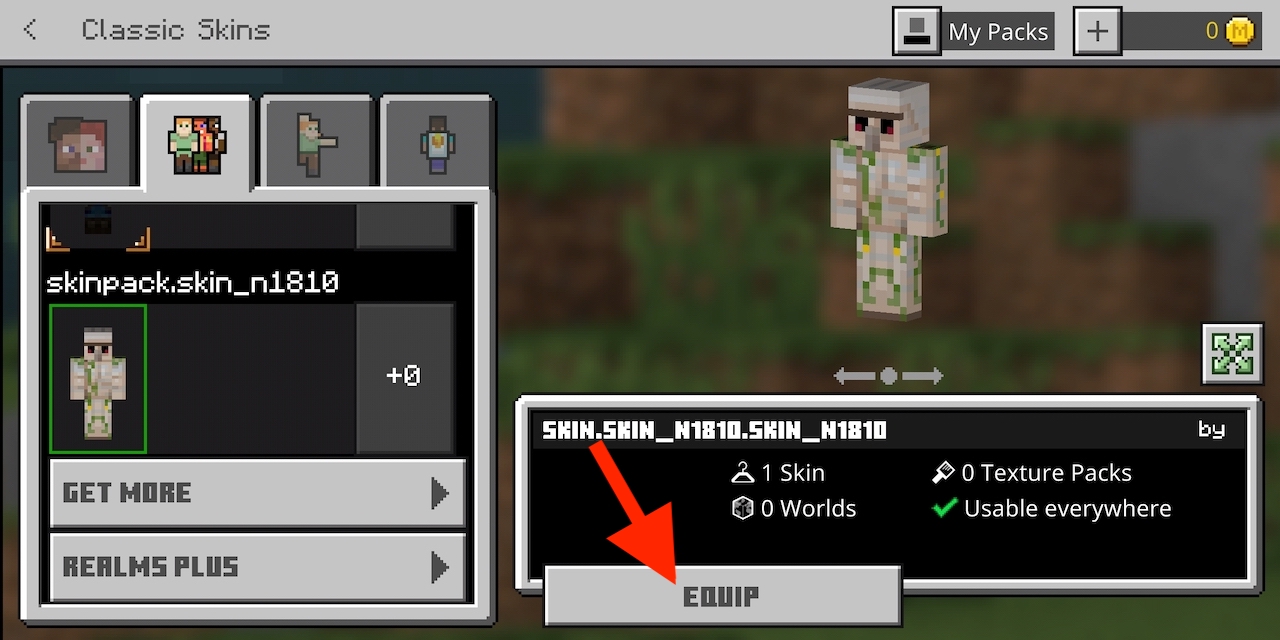 Classic Skins
My Packs
0
skinpack.skin_n1810
+0
GET MORE
REALMS PLUS
SKIN.SKIN_N1810.SKIN_N1810 by
1 Skin
0 Texture Packs
0 Worlds
Usable everywhere
EQUIP